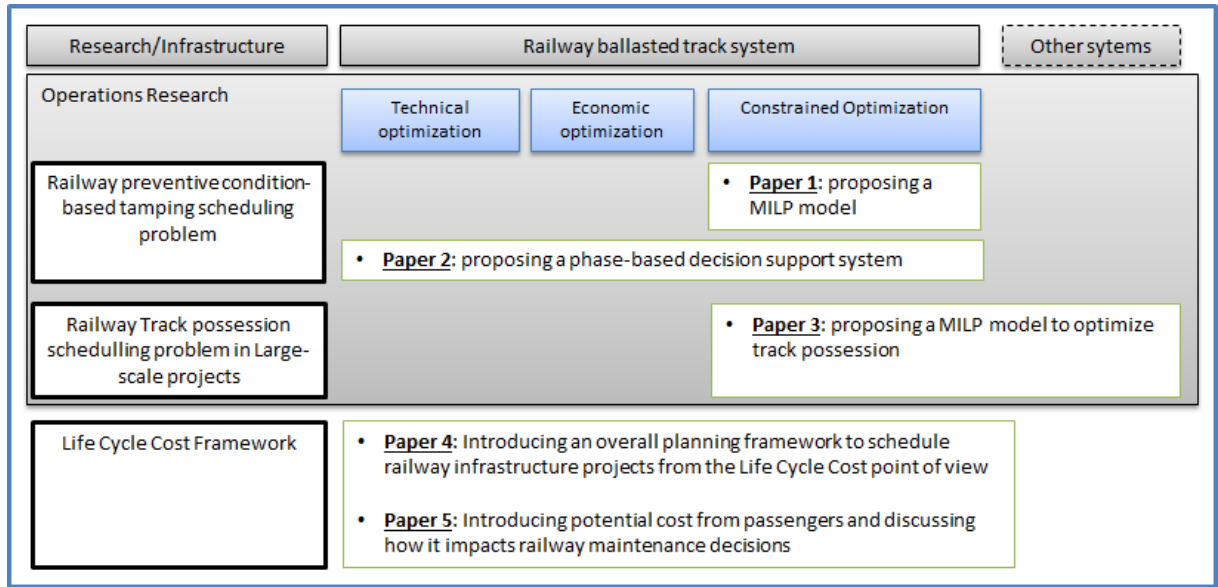 Research/Infrastructure
Railway ballasted track system
Other sytems
Operations Research
Technical
optimization
Economic
optimization
Constrained Optimization
Railway preventive condition-
based tamping scheduling
problem
• Paper 1: proposing a
MILP model
• Paper 2: proposing a phase-based decision support system
Railway Track possession
schedulling problem in Large-
scale projects
• Paper 3: proposing a MILP model to optimize
track possession
Life Cycle Cost Framework
• Paper 4: Introducing an overall planning framework to schedule
railway infrastructure projects from the Life Cycle Cost point of view
• Paper 5: Introducing potential cost from passengers and discussing
how it impacts railway maintenance decisions